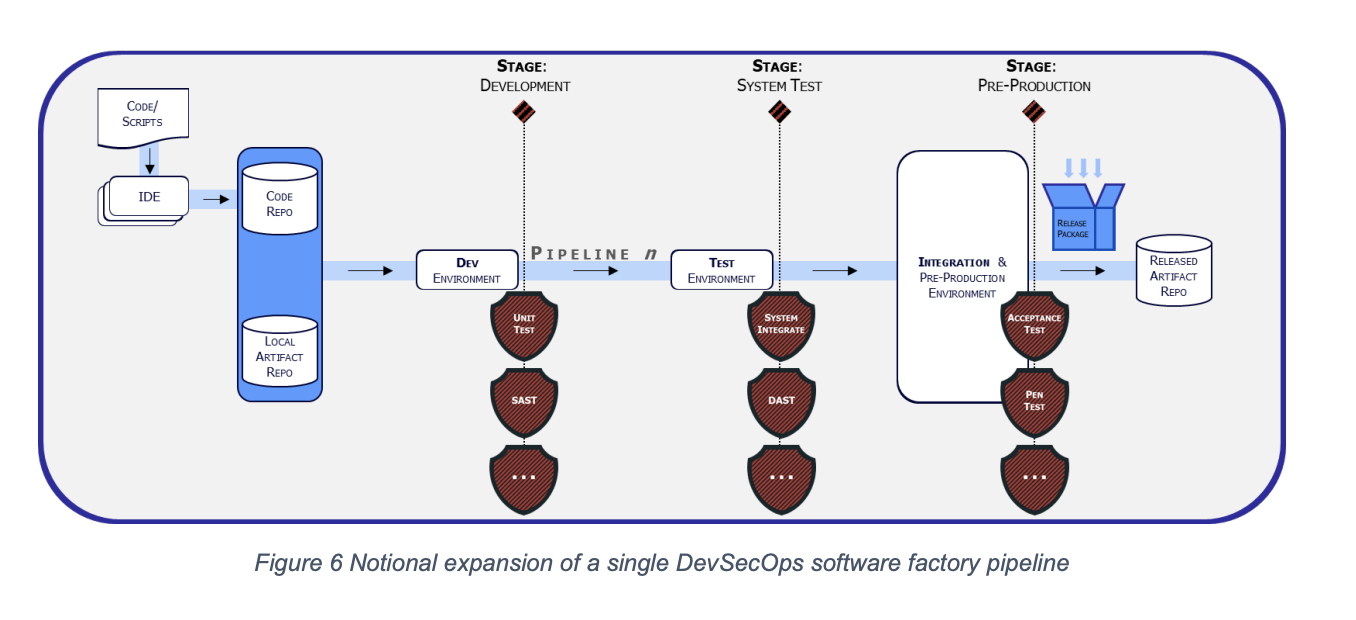 STAGE:
DEVELOPMENT
STAGE:
SYSTEM TEST
STAGE:
PRE-PRODUCTION
CODE/
SCRIPTS
IDE
CODE
REPO
LOCAL
ARTIFACT
REPO
DEV
ENVIRONMENT
PIPELINE n
TEST
ENVIRONMENT
INTEGRATION &
PRE-PRODUCTION
ENVIRONMENT
RELEASE
PACKAGE
RELEASED
ARTIFACT
REPO
UNIT
TEST
SAST
...
SYSTEM
INTEGRATE
DAST
...
ACCEPTANCE
TEST
PEN
TEST
...
Figure 6 Notional expansion of a single DevSecOps software factory pipeline